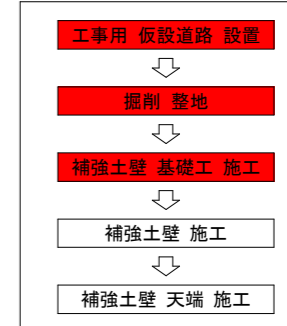 工事用 仮設道路 設置
掘削 整地
補強土壁 基礎工 施工
補強土壁 施工
補強土壁 天端 施工